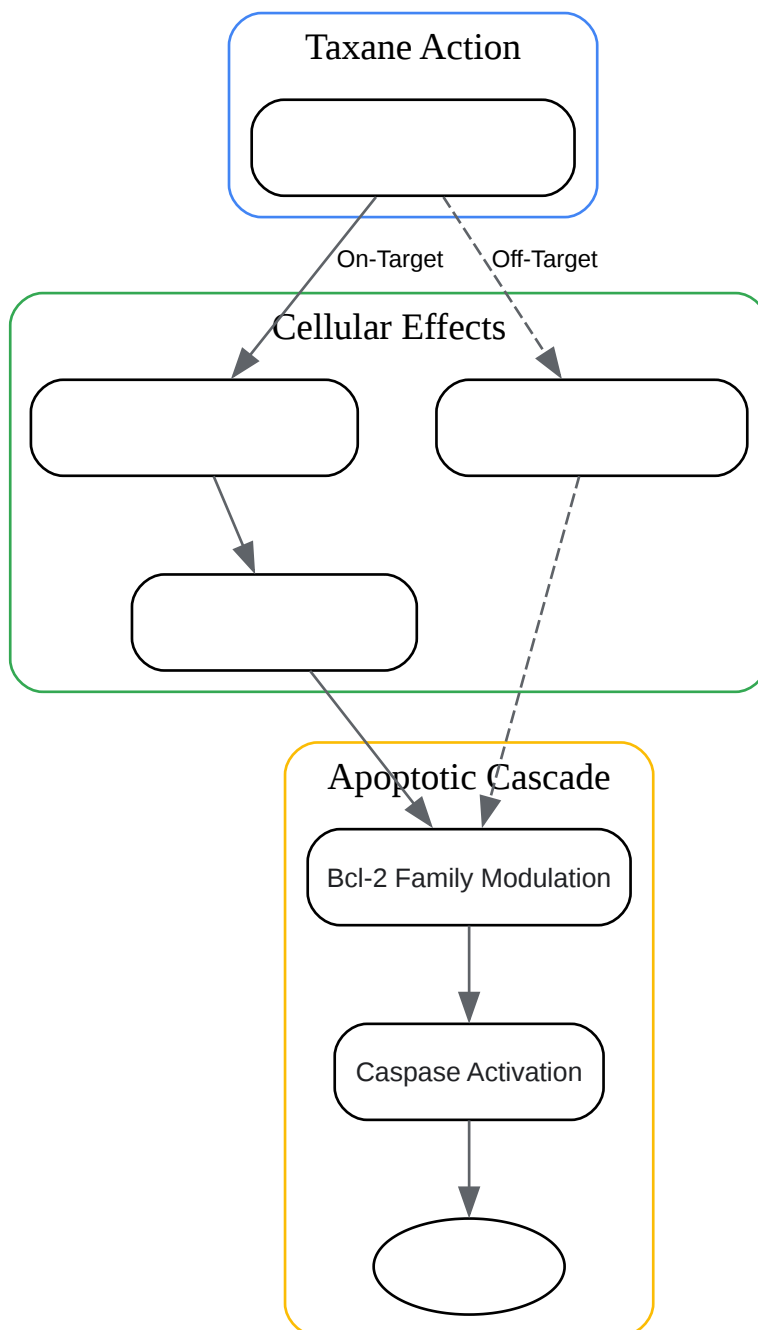 Taxane Action
On-Target
Off-Target
Cellular Effects
Apoptotic Cascade
Bcl-2 Family Modulation
Caspase Activation